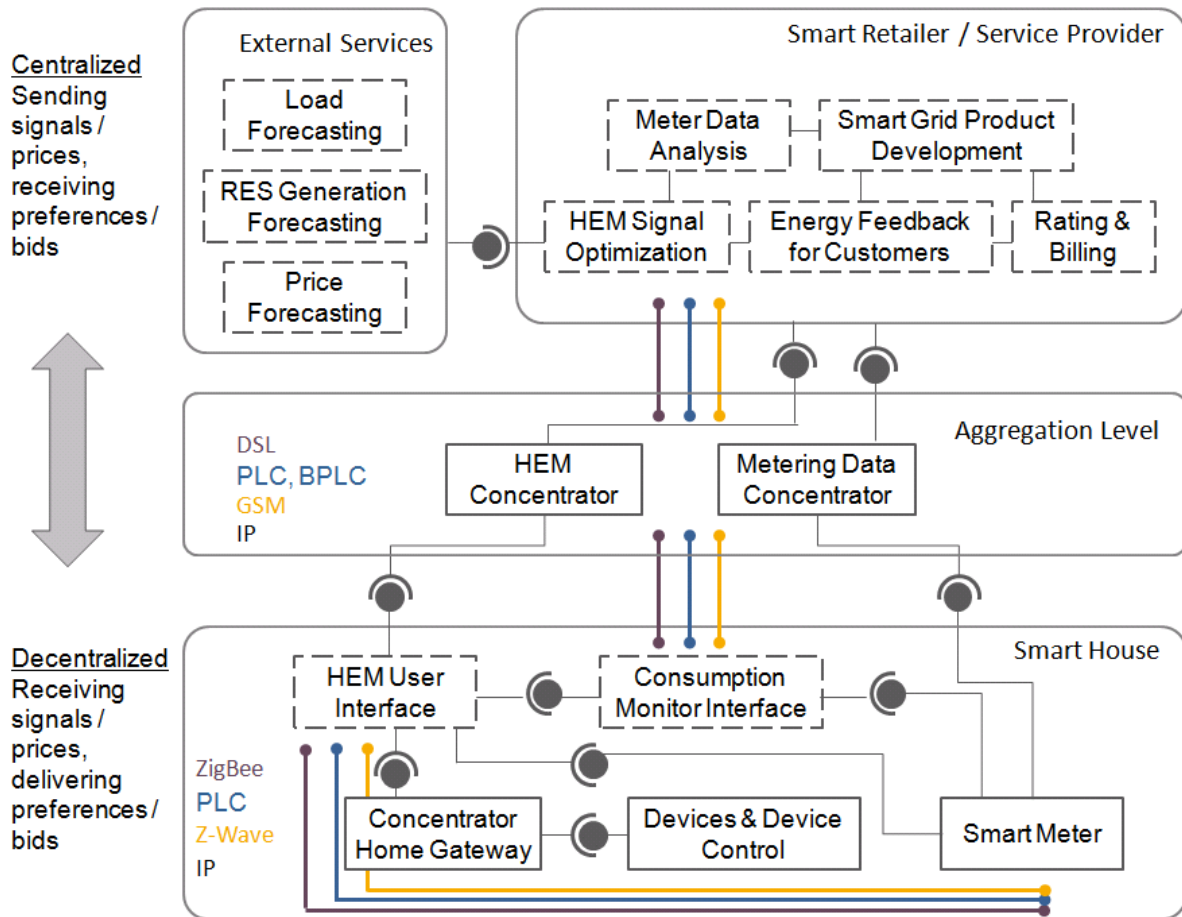 Centralized
Sending
signals /
prices,
receiving
preferences /
bids
External Services
Load
Forecasting
RES Generation
Forecasting
Price
Forecasting
Smart Retailer / Service Provider
Meter Data
Analysis
Smart Grid Product
Development
HEM Signal
Optimization
Energy Feedback
for Customers
Rating &
Billing
Aggregation Level
DSL
PLC, BPLC
GSM
IP
HEM
Concentrator
Metering Data
Concentrator
Decentralized
Receiving
signals /
prices,
delivering
preferences /
bids
Smart House
HEM User
Interface
Consumption
Monitor Interface
ZigBee
PLC
Z-Wave
IP
Concentrator
Home Gateway
Devices & Device
Control
Smart Meter